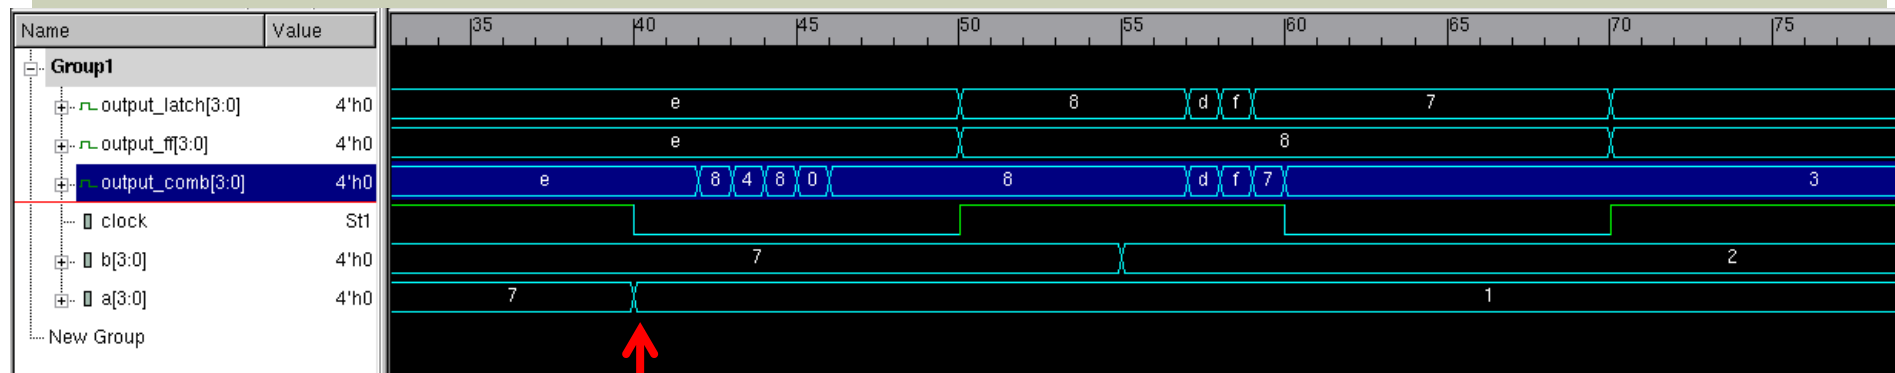 Name Value 35 40 45 50 55 60 65 70 75
Group1
output_latch[3:0] 4'h0 e 8 d f 7
output_ff[3:0] 4'h0 e 8
output_comb[3:0] 4'h0 e 8 4 8 0 8 d f 7 3
clock St1
b[3:0] 4'h0 7 2
a[3:0] 4'h0 7 1
New Group